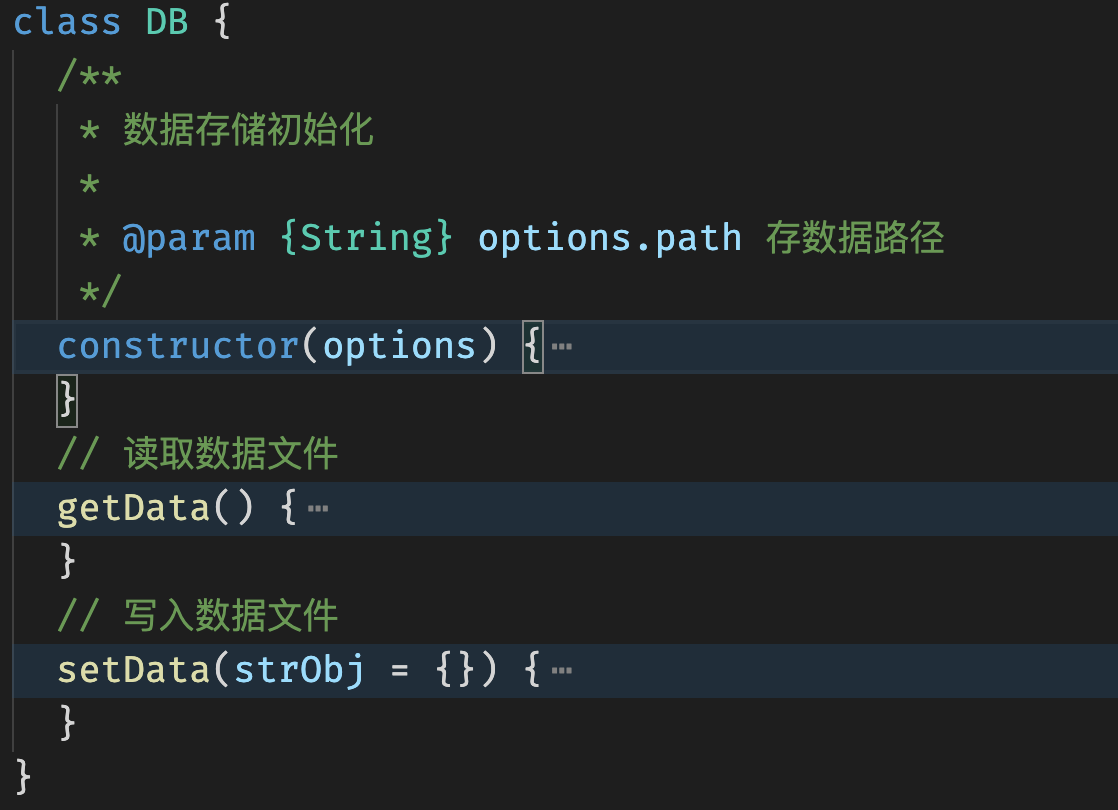 class DB {
/**
* 数据存储初始化
*
* @param {String} options.path 存数据路径
*/
constructor(options) {⋯
}
// 读取数据文件
getData() {⋯
}
// 写入数据文件
setData(strObj = {}) {⋯
}
}